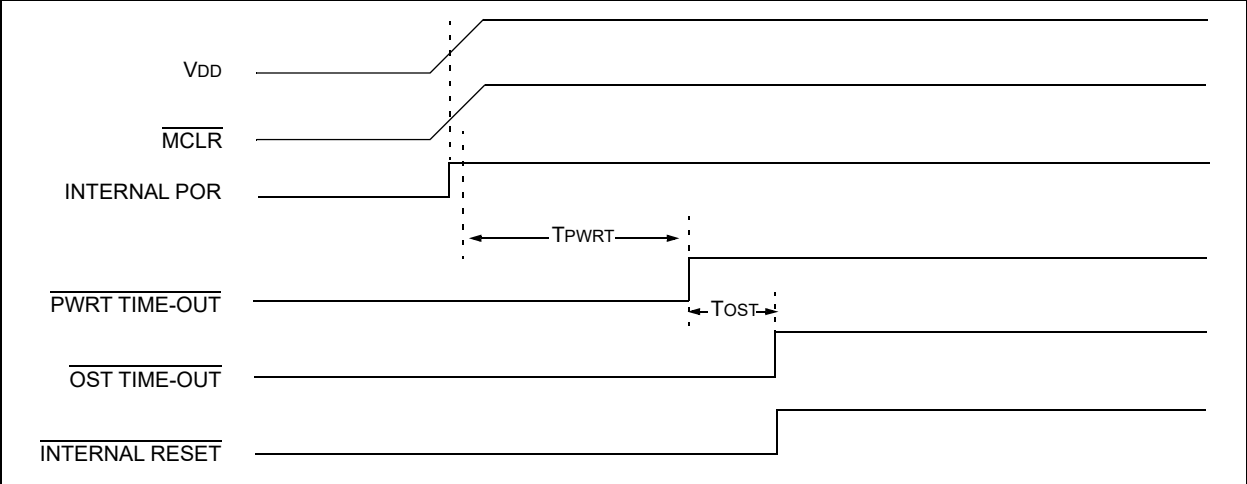 VDD
MCLR
INTERNAL POR
TPWRT
PWRT TIME-OUT
TOST
OST TIME-OUT
INTERNAL RESET